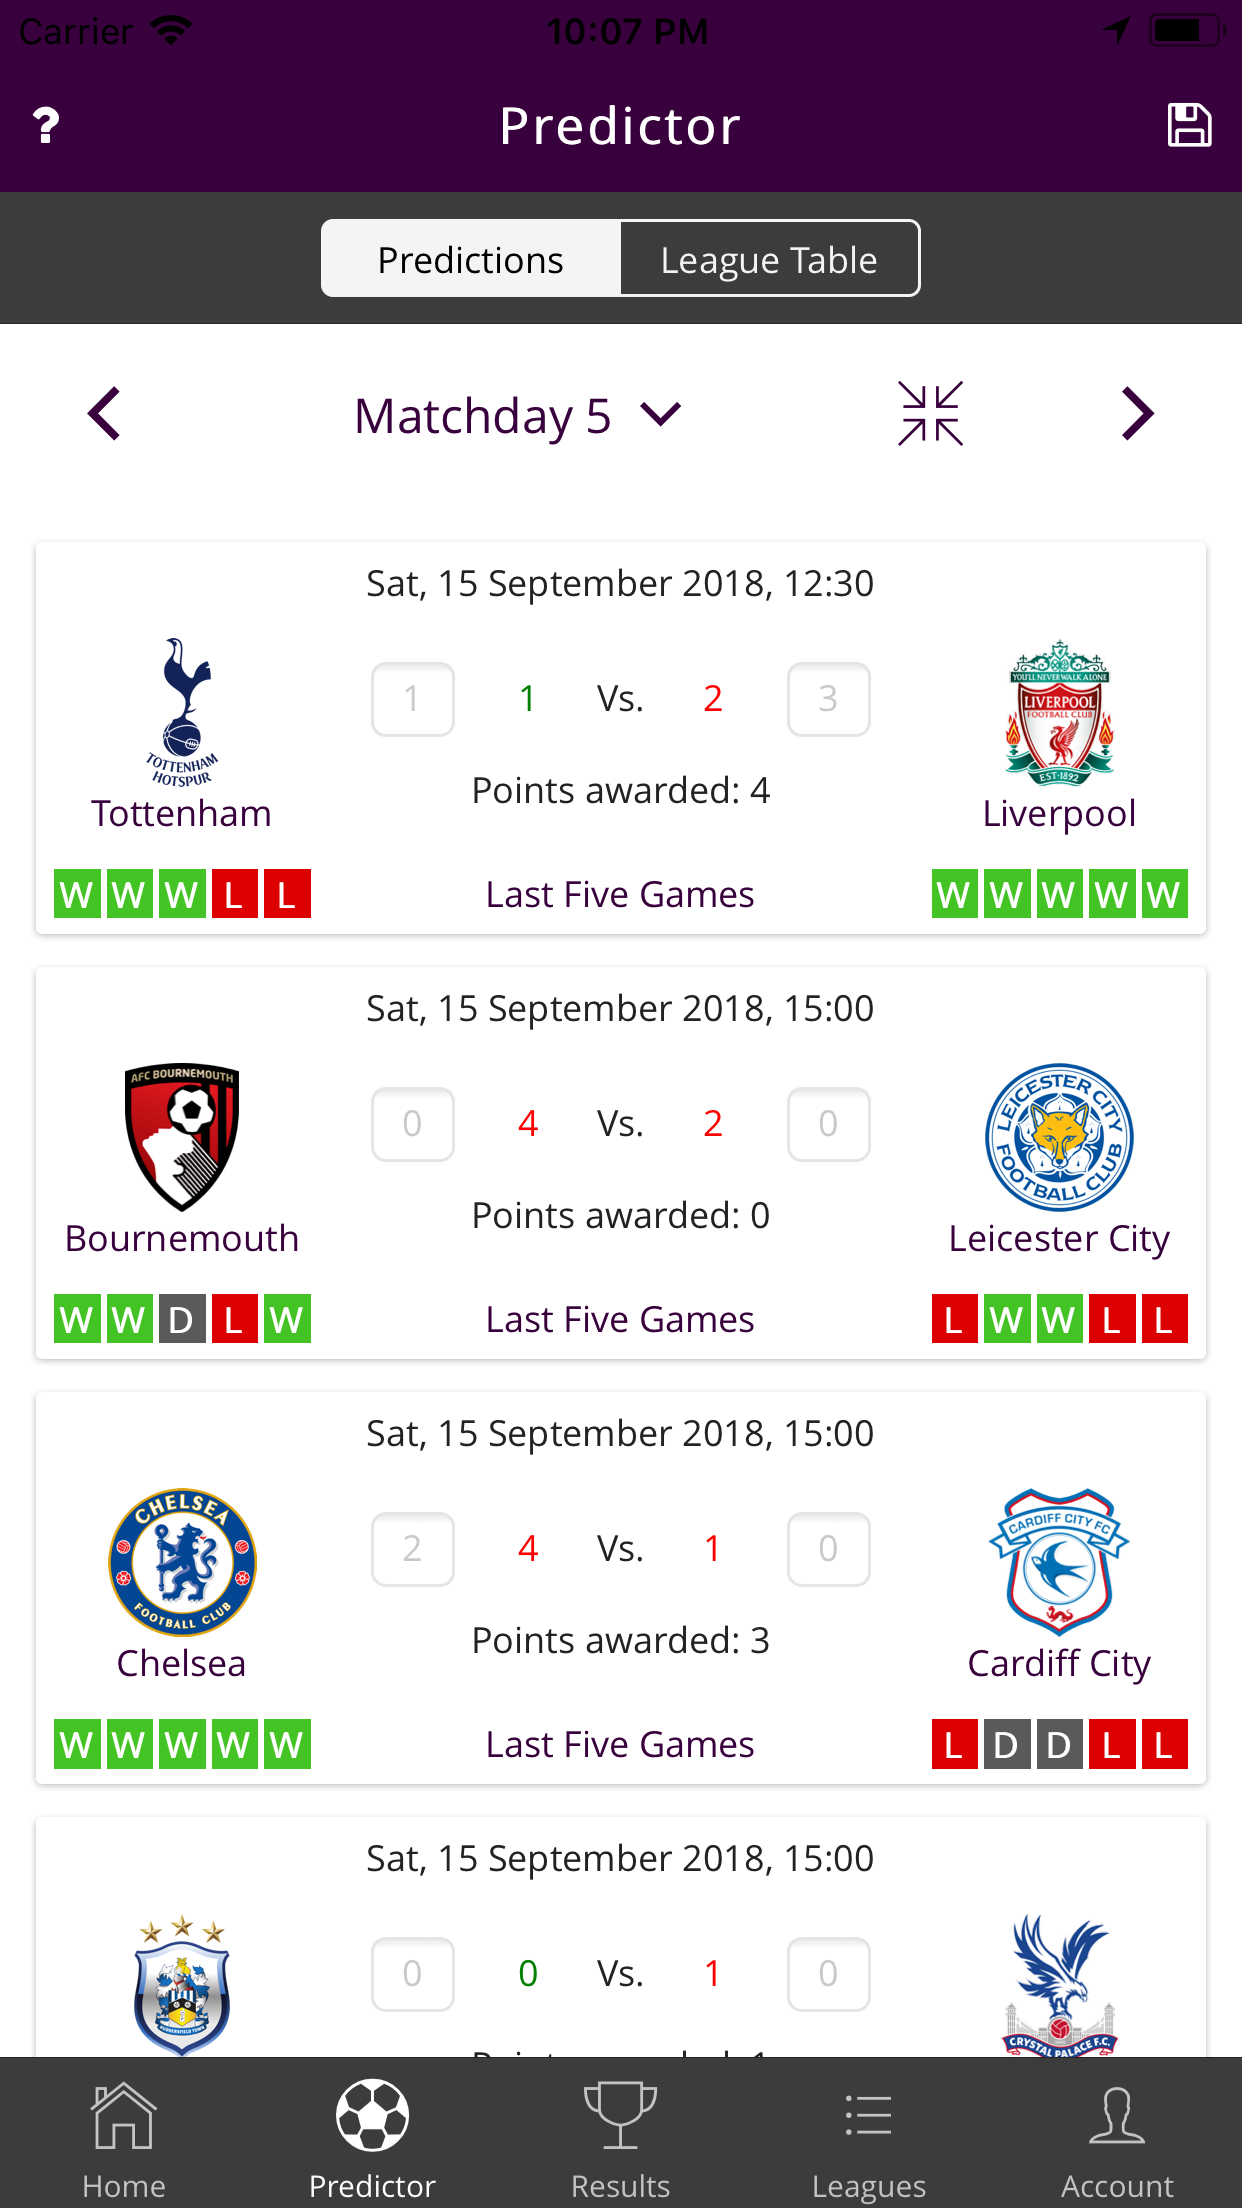 Carrier 10:07 PM
? Predictor
Predictions League Table
Matchday 5
Sat, 15 September 2018, 12:30
YOU'LL NEVER WALK ALONE
LIVERPOOL
FOOTBALL CLUB
EST·1892
1 1 Vs. 2 3
TOTTENHAM
HOTSPUR
Points awarded: 4
Tottenham Liverpool
W W W L L Last Five Games W W W W W
Sat, 15 September 2018, 15:00
AFC BOURNEMOUTH
LEICESTER CITY
FOOTBALL CLUB
0 4 Vs. 2 0
Points awarded: 0
Bournemouth Leicester City
W W D L W Last Five Games L W W L L
Sat, 15 September 2018, 15:00
CHELSEA
FOOTBALL CLUB
CARDIFF CITY FC
2 4 Vs. 1 0
Points awarded: 3
Chelsea Cardiff City
W W W W W Last Five Games L D D L L
Sat, 15 September 2018, 15:00
0 0 Vs. 1 0
CRYSTAL PALACE F.C.
Home Predictor Results Leagues Account